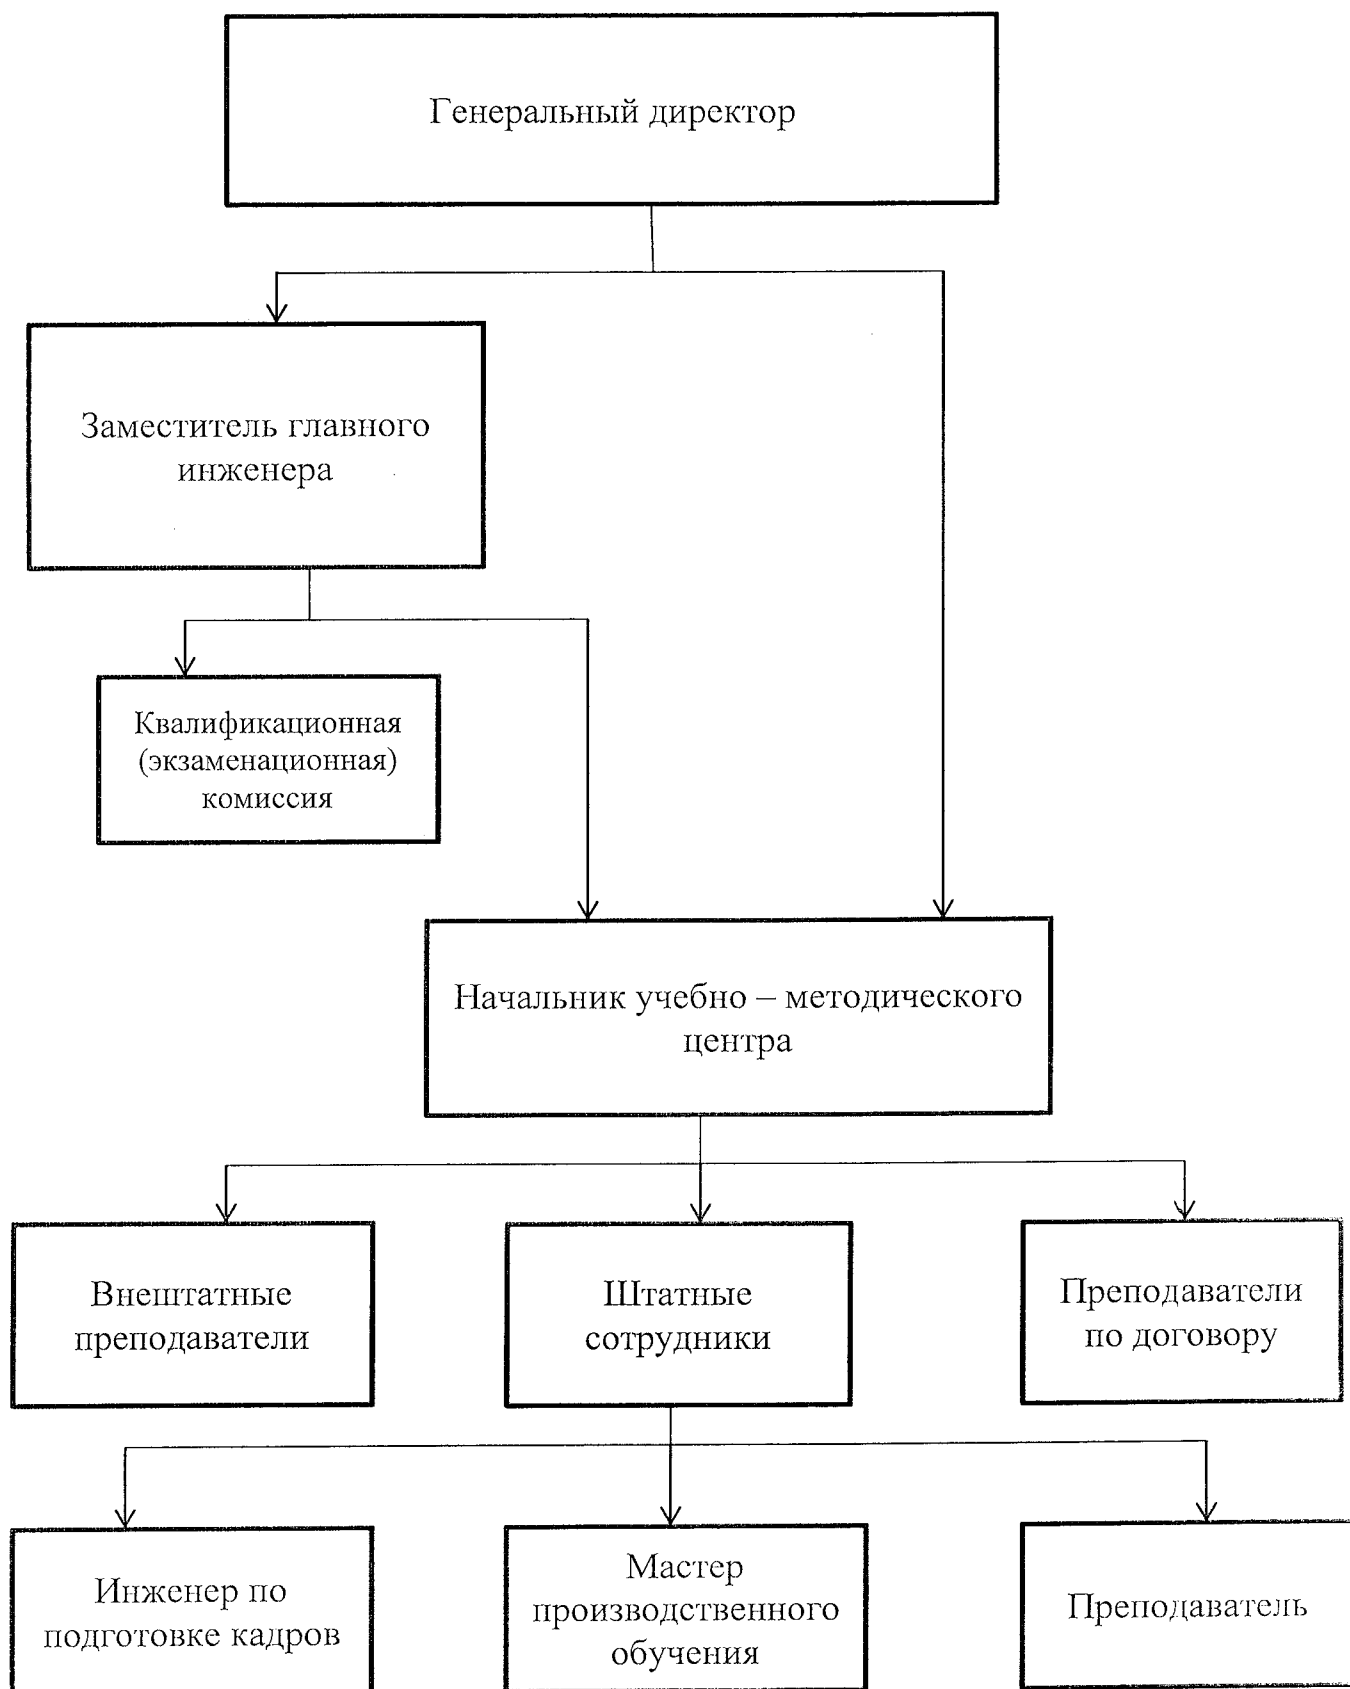 Генеральный директор
Заместитель главного
инженера
Квалификационная
(экзаменационная)
комиссия
Начальник учебно – методического
центра
Внештатные
преподаватели
Штатные
сотрудники
Преподаватели
по договору
Инженер по
подготовке кадров
Мастер
производственного
обучения
Преподаватель